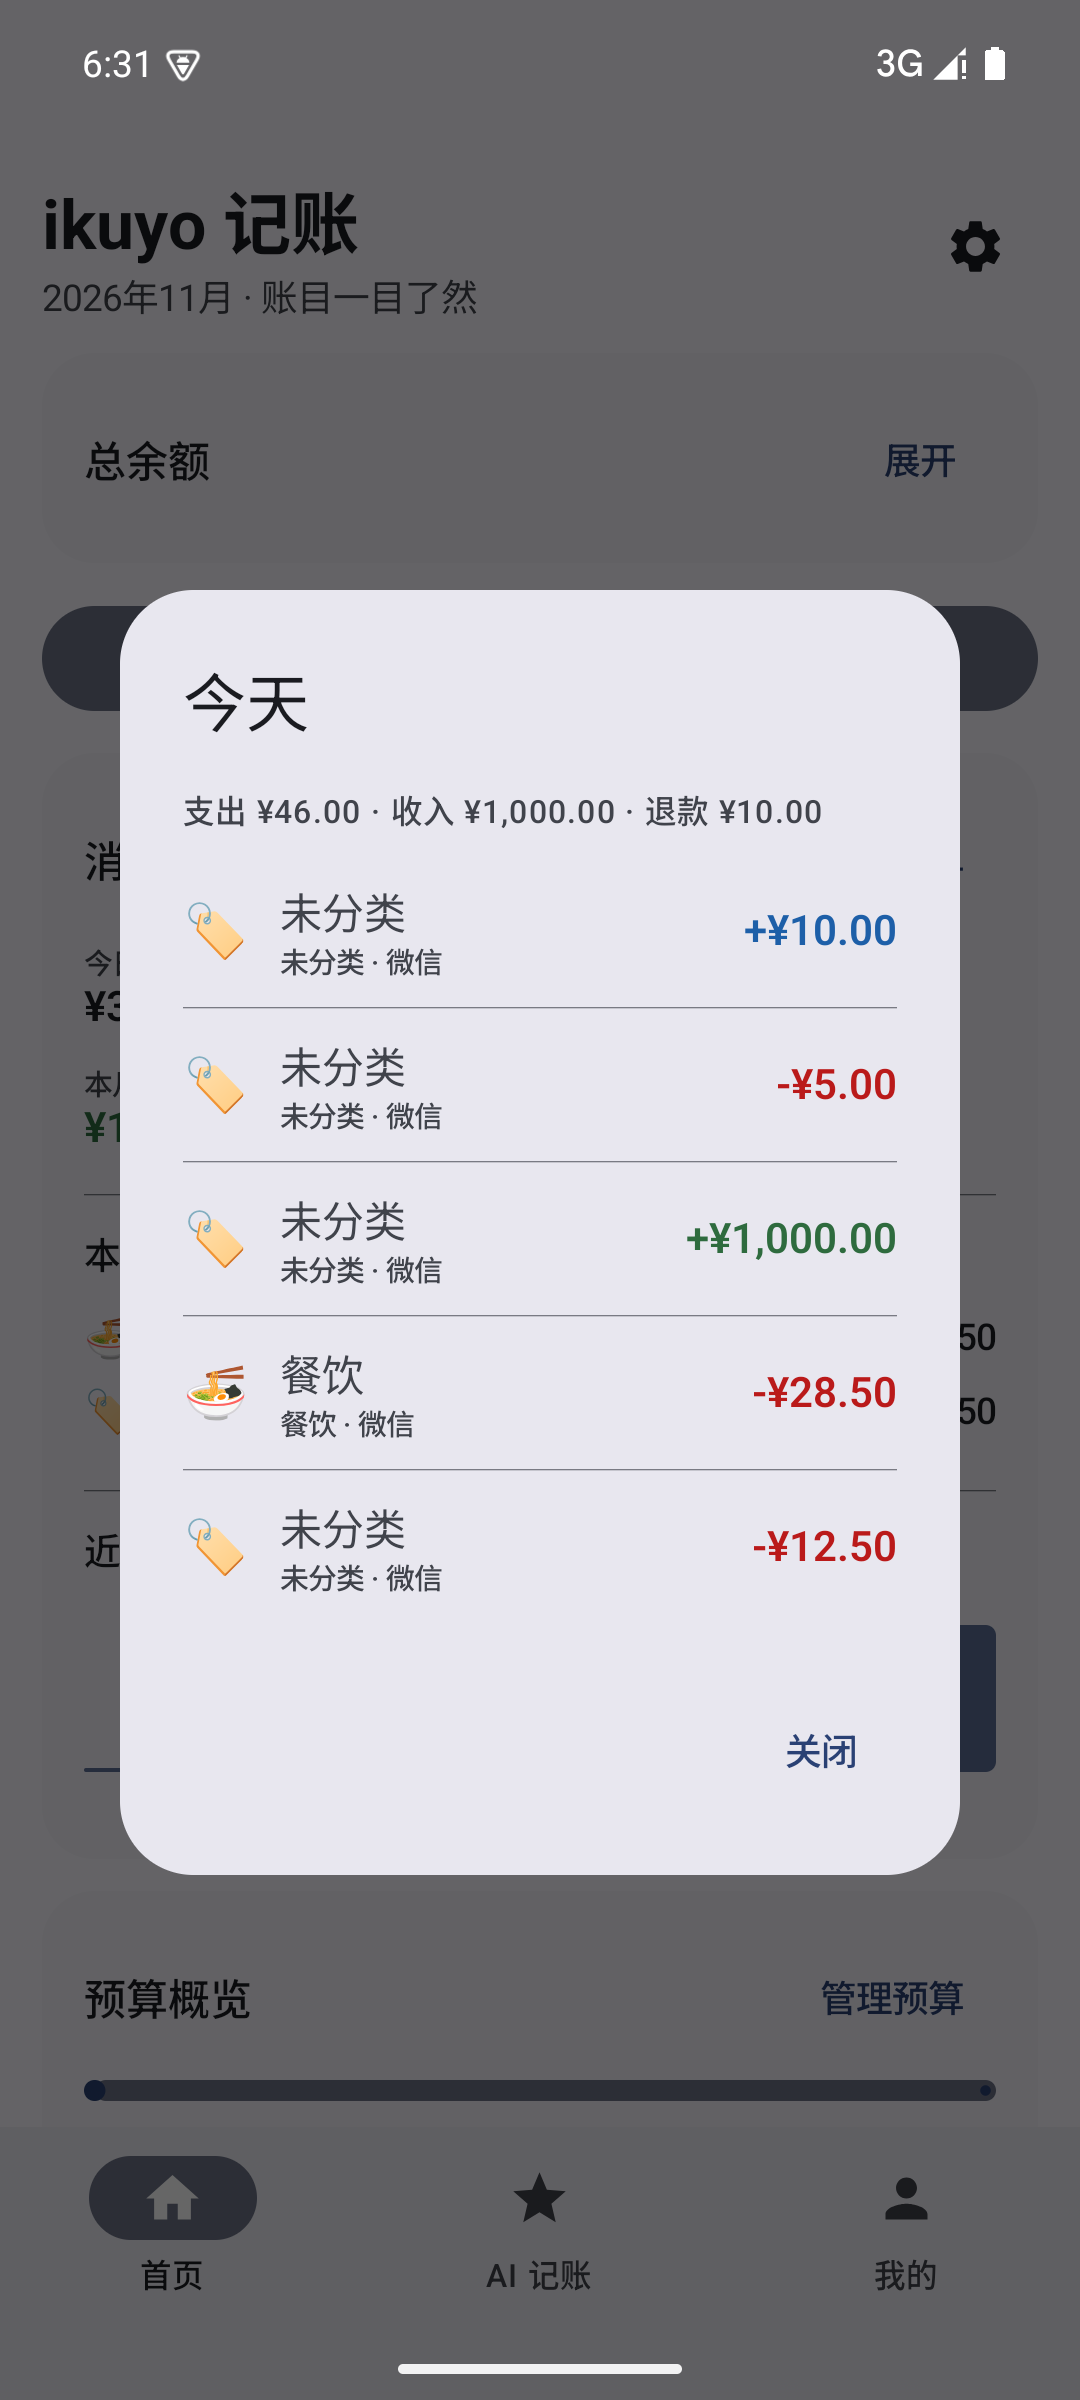 6:31
3G
ikuyo 记账
2026年11月 · 账目一目了然
总余额
展开
今天
支出 ¥46.00 · 收入 ¥1,000.00 · 退款 ¥10.00
未分类
未分类 · 微信
+¥10.00
未分类
未分类 · 微信
-¥5.00
未分类
未分类 · 微信
+¥1,000.00
餐饮
餐饮 · 微信
-¥28.50
未分类
未分类 · 微信
-¥12.50
关闭
预算概览
管理预算
首页
AI 记账
我的